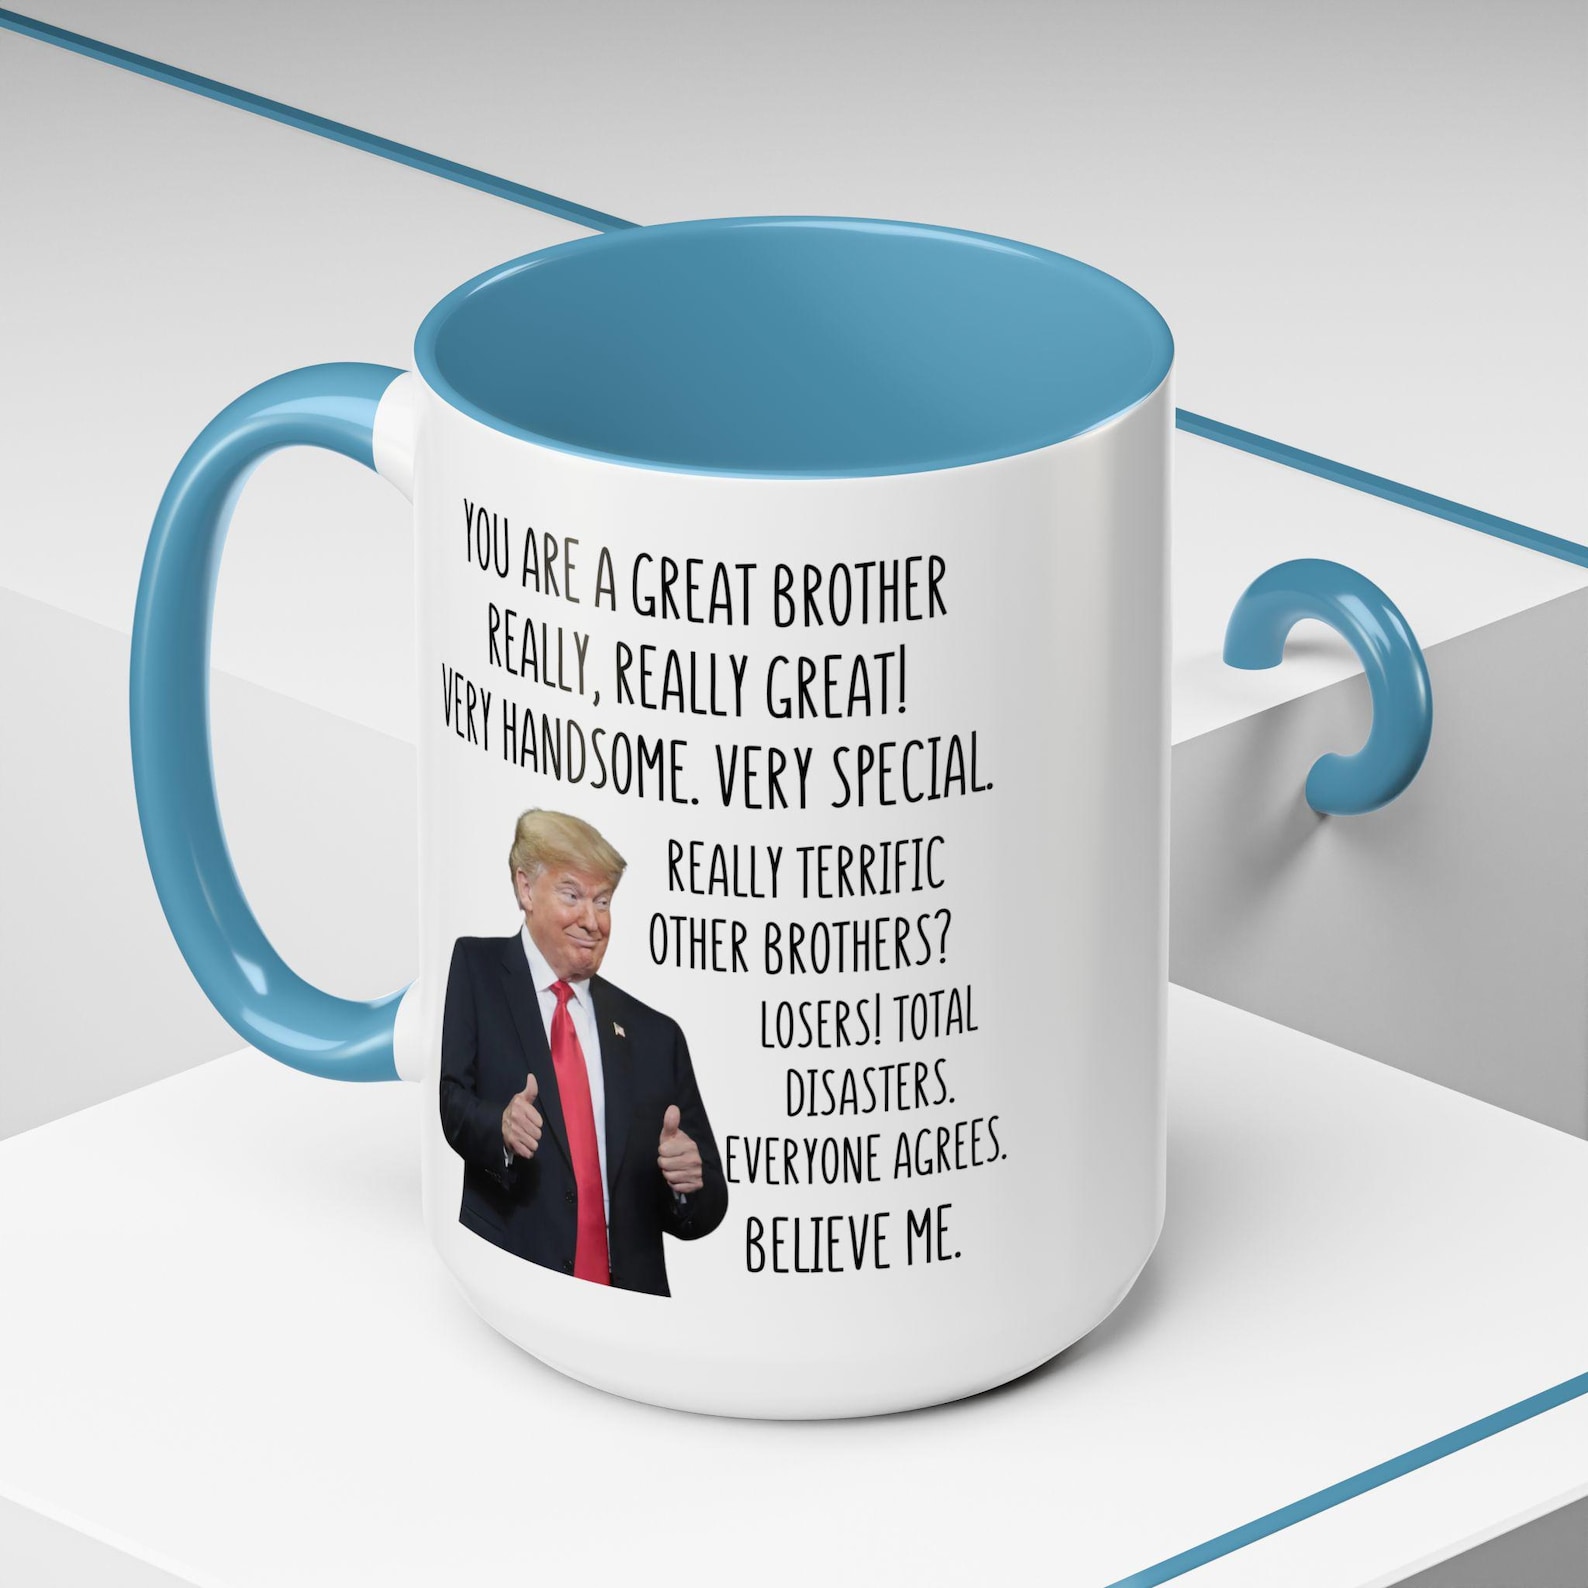 YOU ARE A GREAT BROTHER
REALLY, REALLY GREAT!
VERY HANDSOME. VERY SPECIAL.
REALLY TERRIFIC
OTHER BROTHERS?
LOSERS! TOTAL
DISASTERS.
EVERYONE AGREES.
BELIEVE ME.